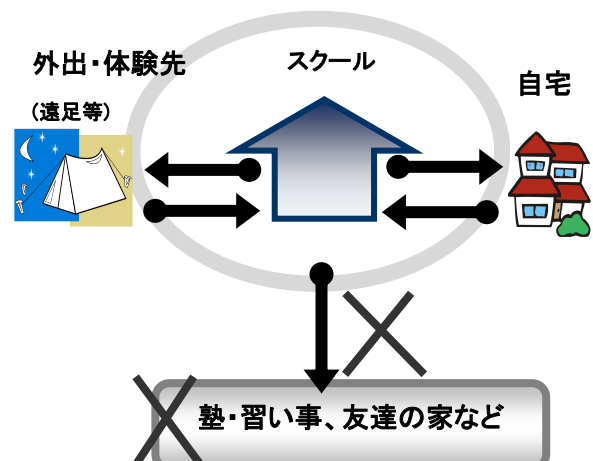 スクール
外出・体験先
(遠足等)
自宅
塾・習い事、友達の家など